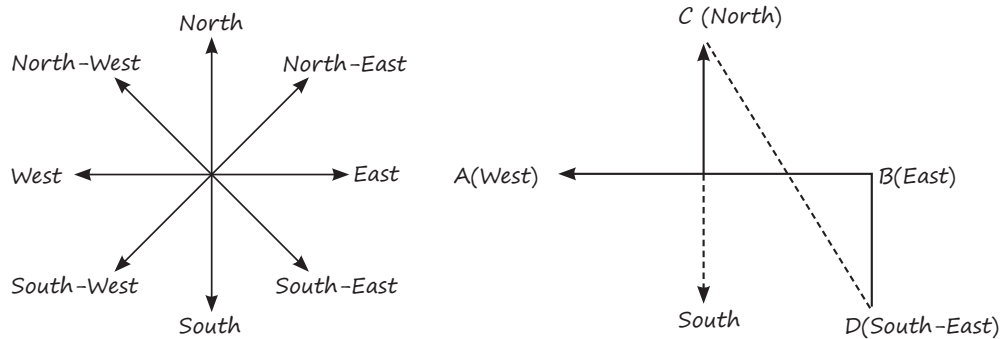 North
North-West
North-East
West
East
South-West
South-East
South
C (North)
A(West)
B(East)
South
D(South-East)